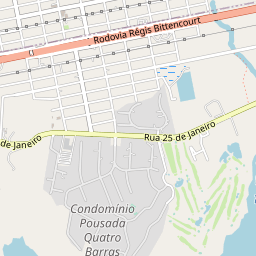 Rodovia Régis Bittencourt
Rua 25 de Janeiro
de Janeiro
Condomínio
Pousada
Quatro
Barras